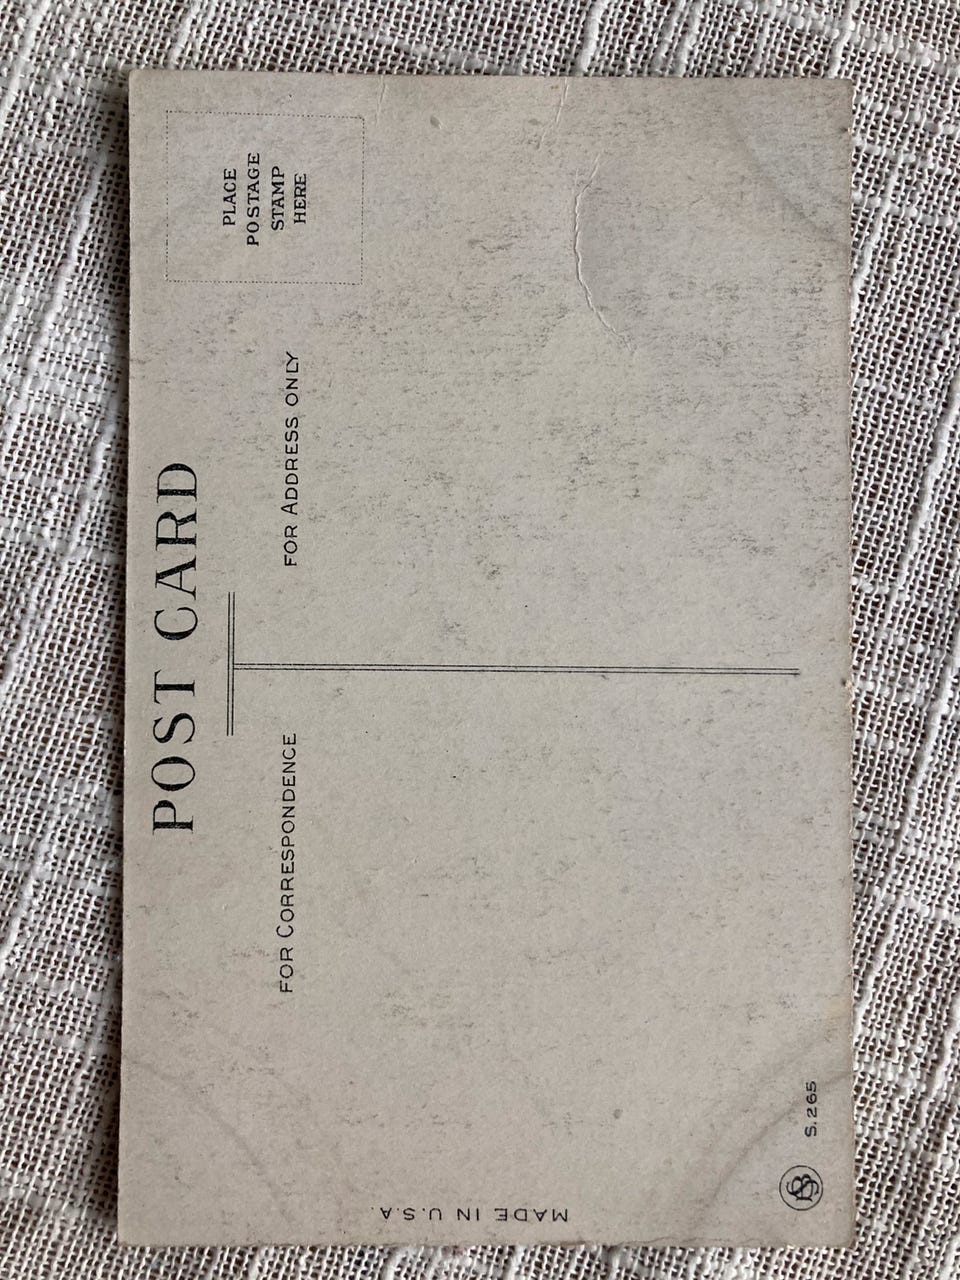 POST CARD
PLACE
POSTAGE
STAMP
HERE
FOR CORRESPONDENCE
FOR ADDRESS ONLY
MADE IN U.S.A.
S. 265